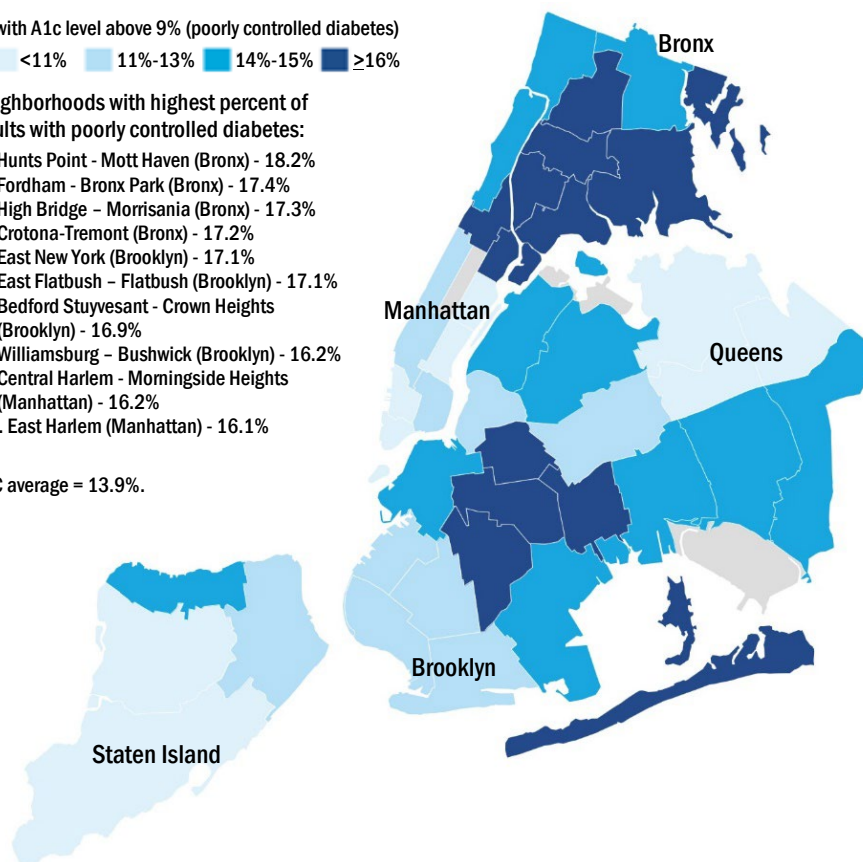 with A1c level above 9% (poorly controlled diabetes)
<11% 11%-13% 14%-15% ≥16%
ghborhoods with highest percent of
ults with poorly controlled diabetes:
Hunts Point - Mott Haven (Bronx) - 18.2%
Fordham - Bronx Park (Bronx) - 17.4%
High Bridge – Morrisania (Bronx) - 17.3%
Crotona-Tremont (Bronx) - 17.2%
East New York (Brooklyn) - 17.1%
East Flatbush – Flatbush (Brooklyn) - 17.1%
Bedford Stuyvesant - Crown Heights
(Brooklyn) - 16.9%
Williamsburg – Bushwick (Brooklyn) - 16.2%
Central Harlem - Morningside Heights
(Manhattan) - 16.2%
. East Harlem (Manhattan) - 16.1%
C average = 13.9%.
Bronx
Manhattan
Queens
Brooklyn
Staten Island